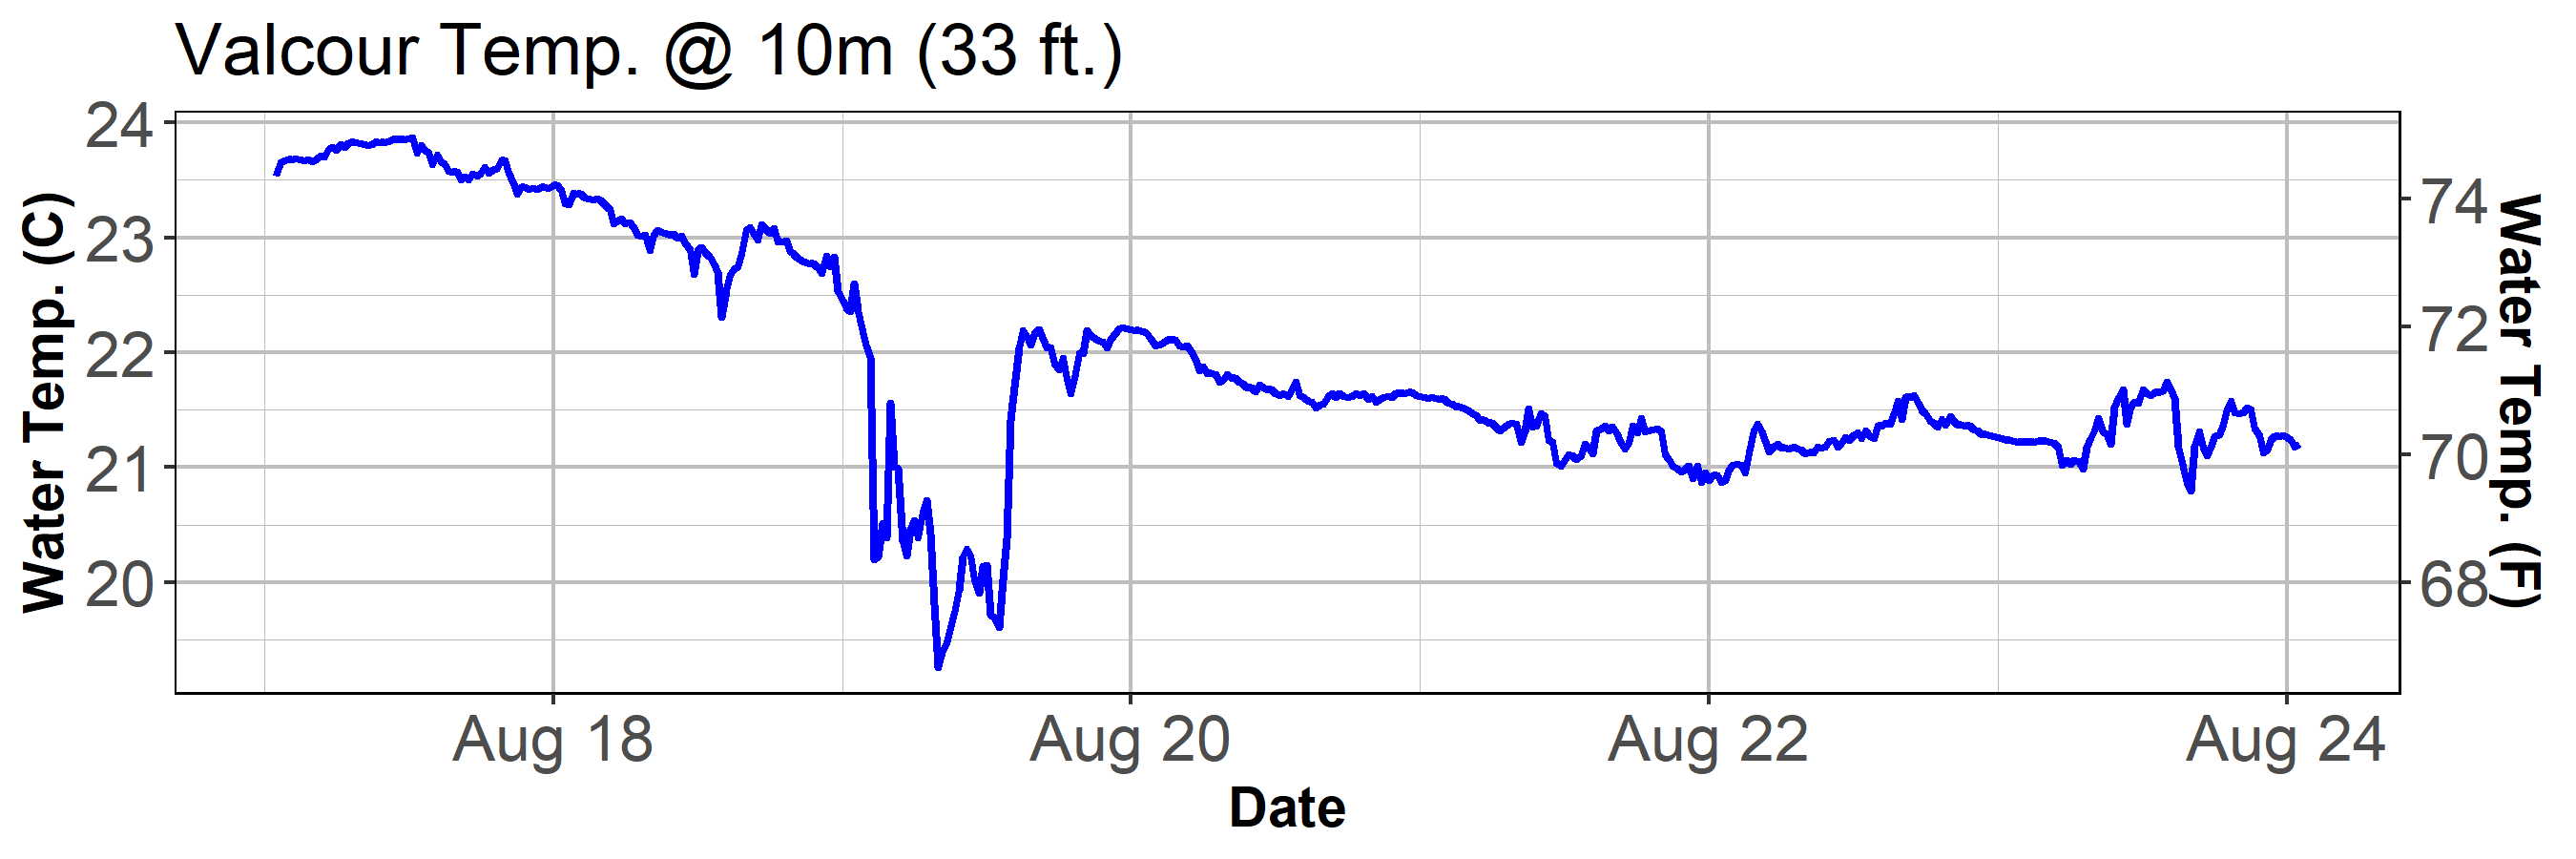 Valcour Temp. @ 10m (33 ft.)
Water Temp. (C)
24
23
22
21
20
74
72
70
68
Water Temp. (F)
Aug 18
Aug 20
Aug 22
Aug 24
Date